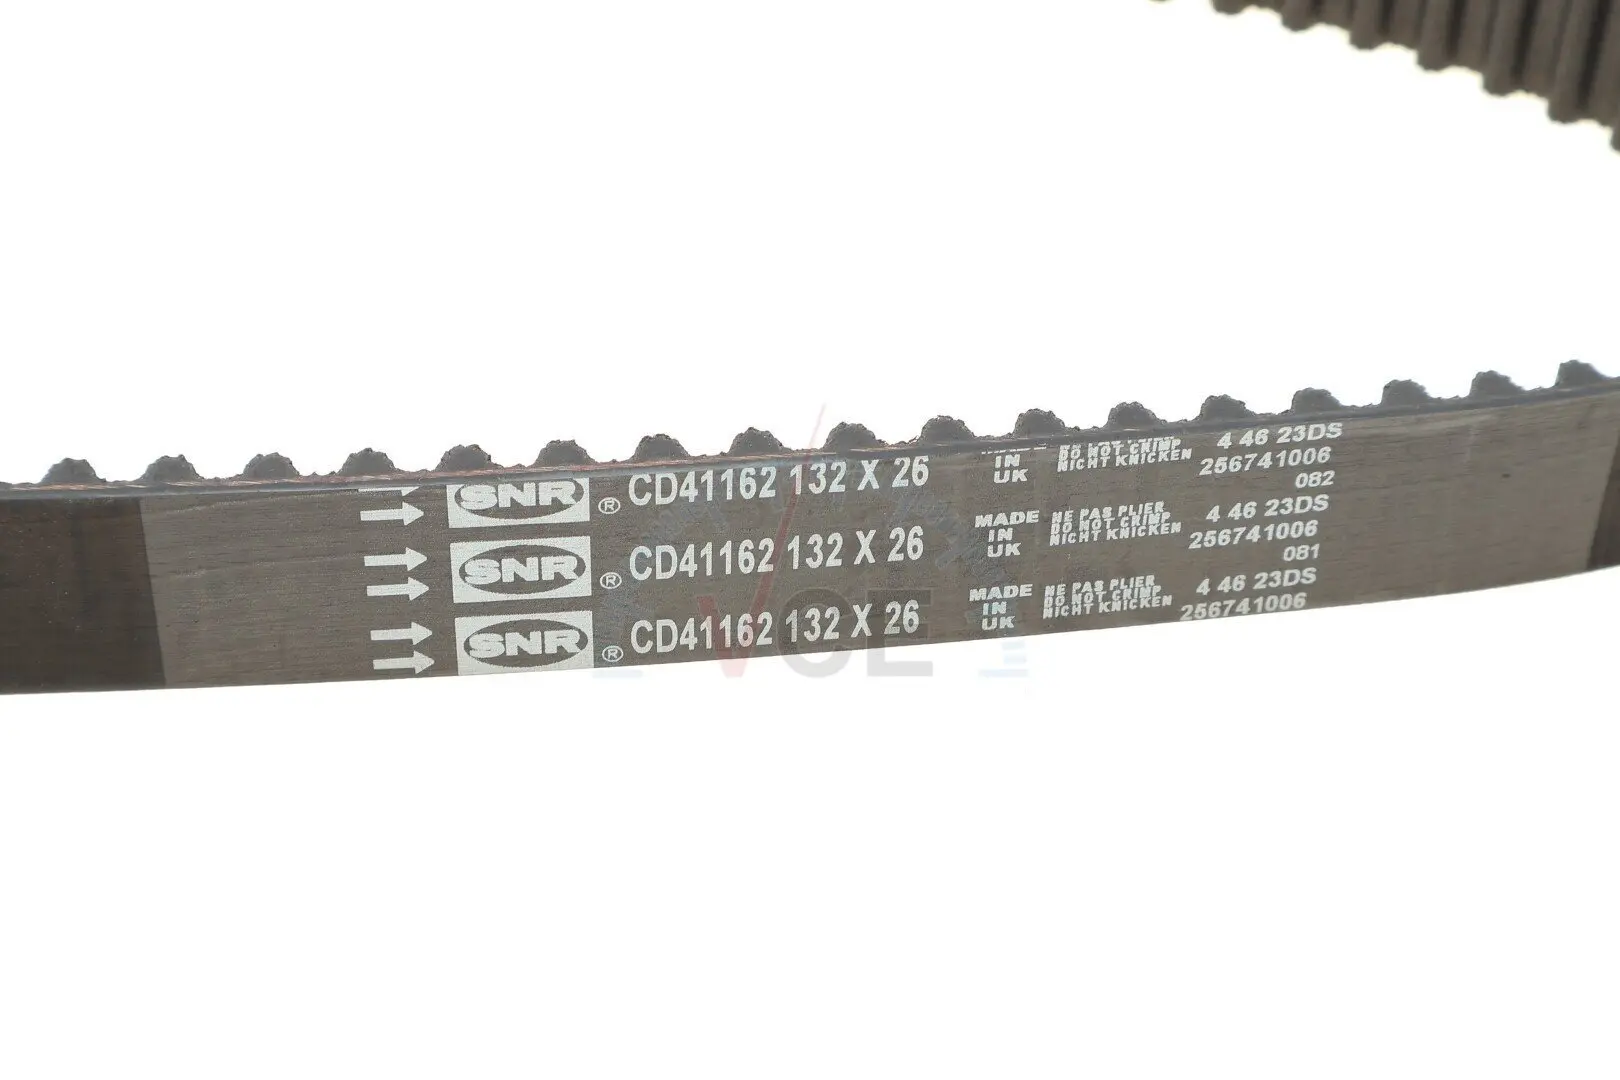 SNR ® CD41162 132 X 26 IN UK DO NOT CRIMP NICHT KNICKEN 4 46 23DS 256741006 082
SNR ® CD41162 132 X 26 MADE IN UK NE PAS PLIER DO NOT CRIMP NICHT KNICKEN 4 46 23DS 256741006 081
SNR ® CD41162 132 X 26 MADE IN UK NE PAS PLIER DO NOT CRIMP NICHT KNICKEN 4 46 23DS 256741006
VCE